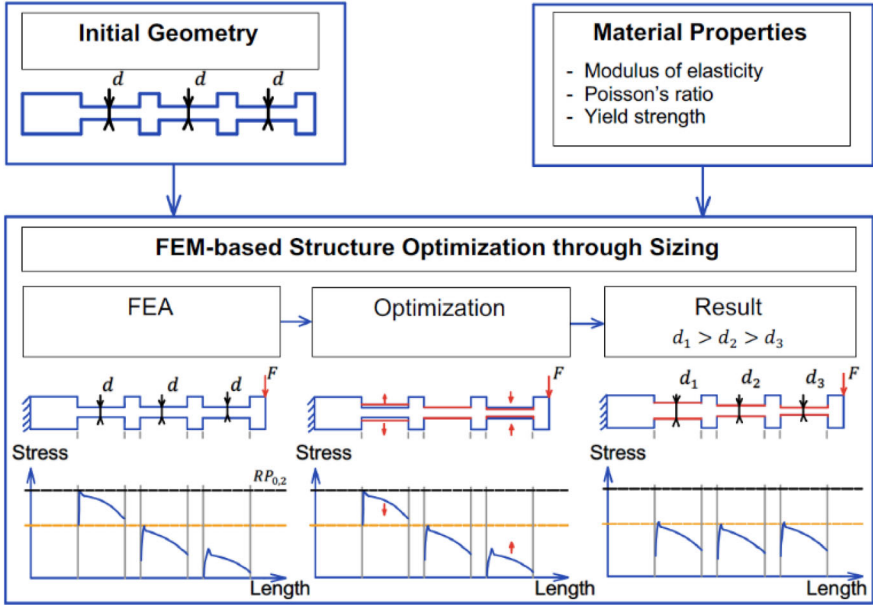 Initial Geometry
d d d
Material Properties
- Modulus of elasticity
- Poisson's ratio
- Yield strength
FEM-based Structure Optimization through Sizing
FEA
Optimization
Result
d₁ > d₂ > d₃
d d d F
F
d₁ d₂ d₃ F
Stress
RP₀,₂
Length
Stress
Length
Stress
Length